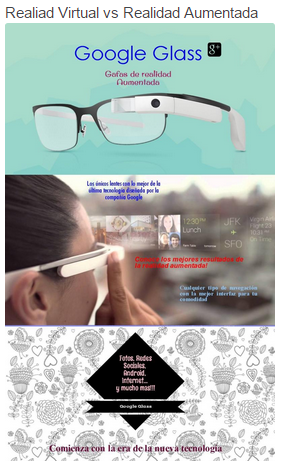 Realiad Virtual vs Realidad Aumentada
Google Glass
g+
Gafas de realidad
Aumentada
Los únicos lentes con lo mejor de la
última tecnología diseñada por la
compañía Google
12:30 PM
Lunch
JFK
+
SFO
los mejores resultados de
la realidad aumentada!
Cualquier tipo de navegación
con la mejor interfaz para tu
comodidad
Fotos, Redes
Sociales,
Android,
Internet...
y mucho mas!!!
Google Glass
Comienza con la era de la nueva tecnología